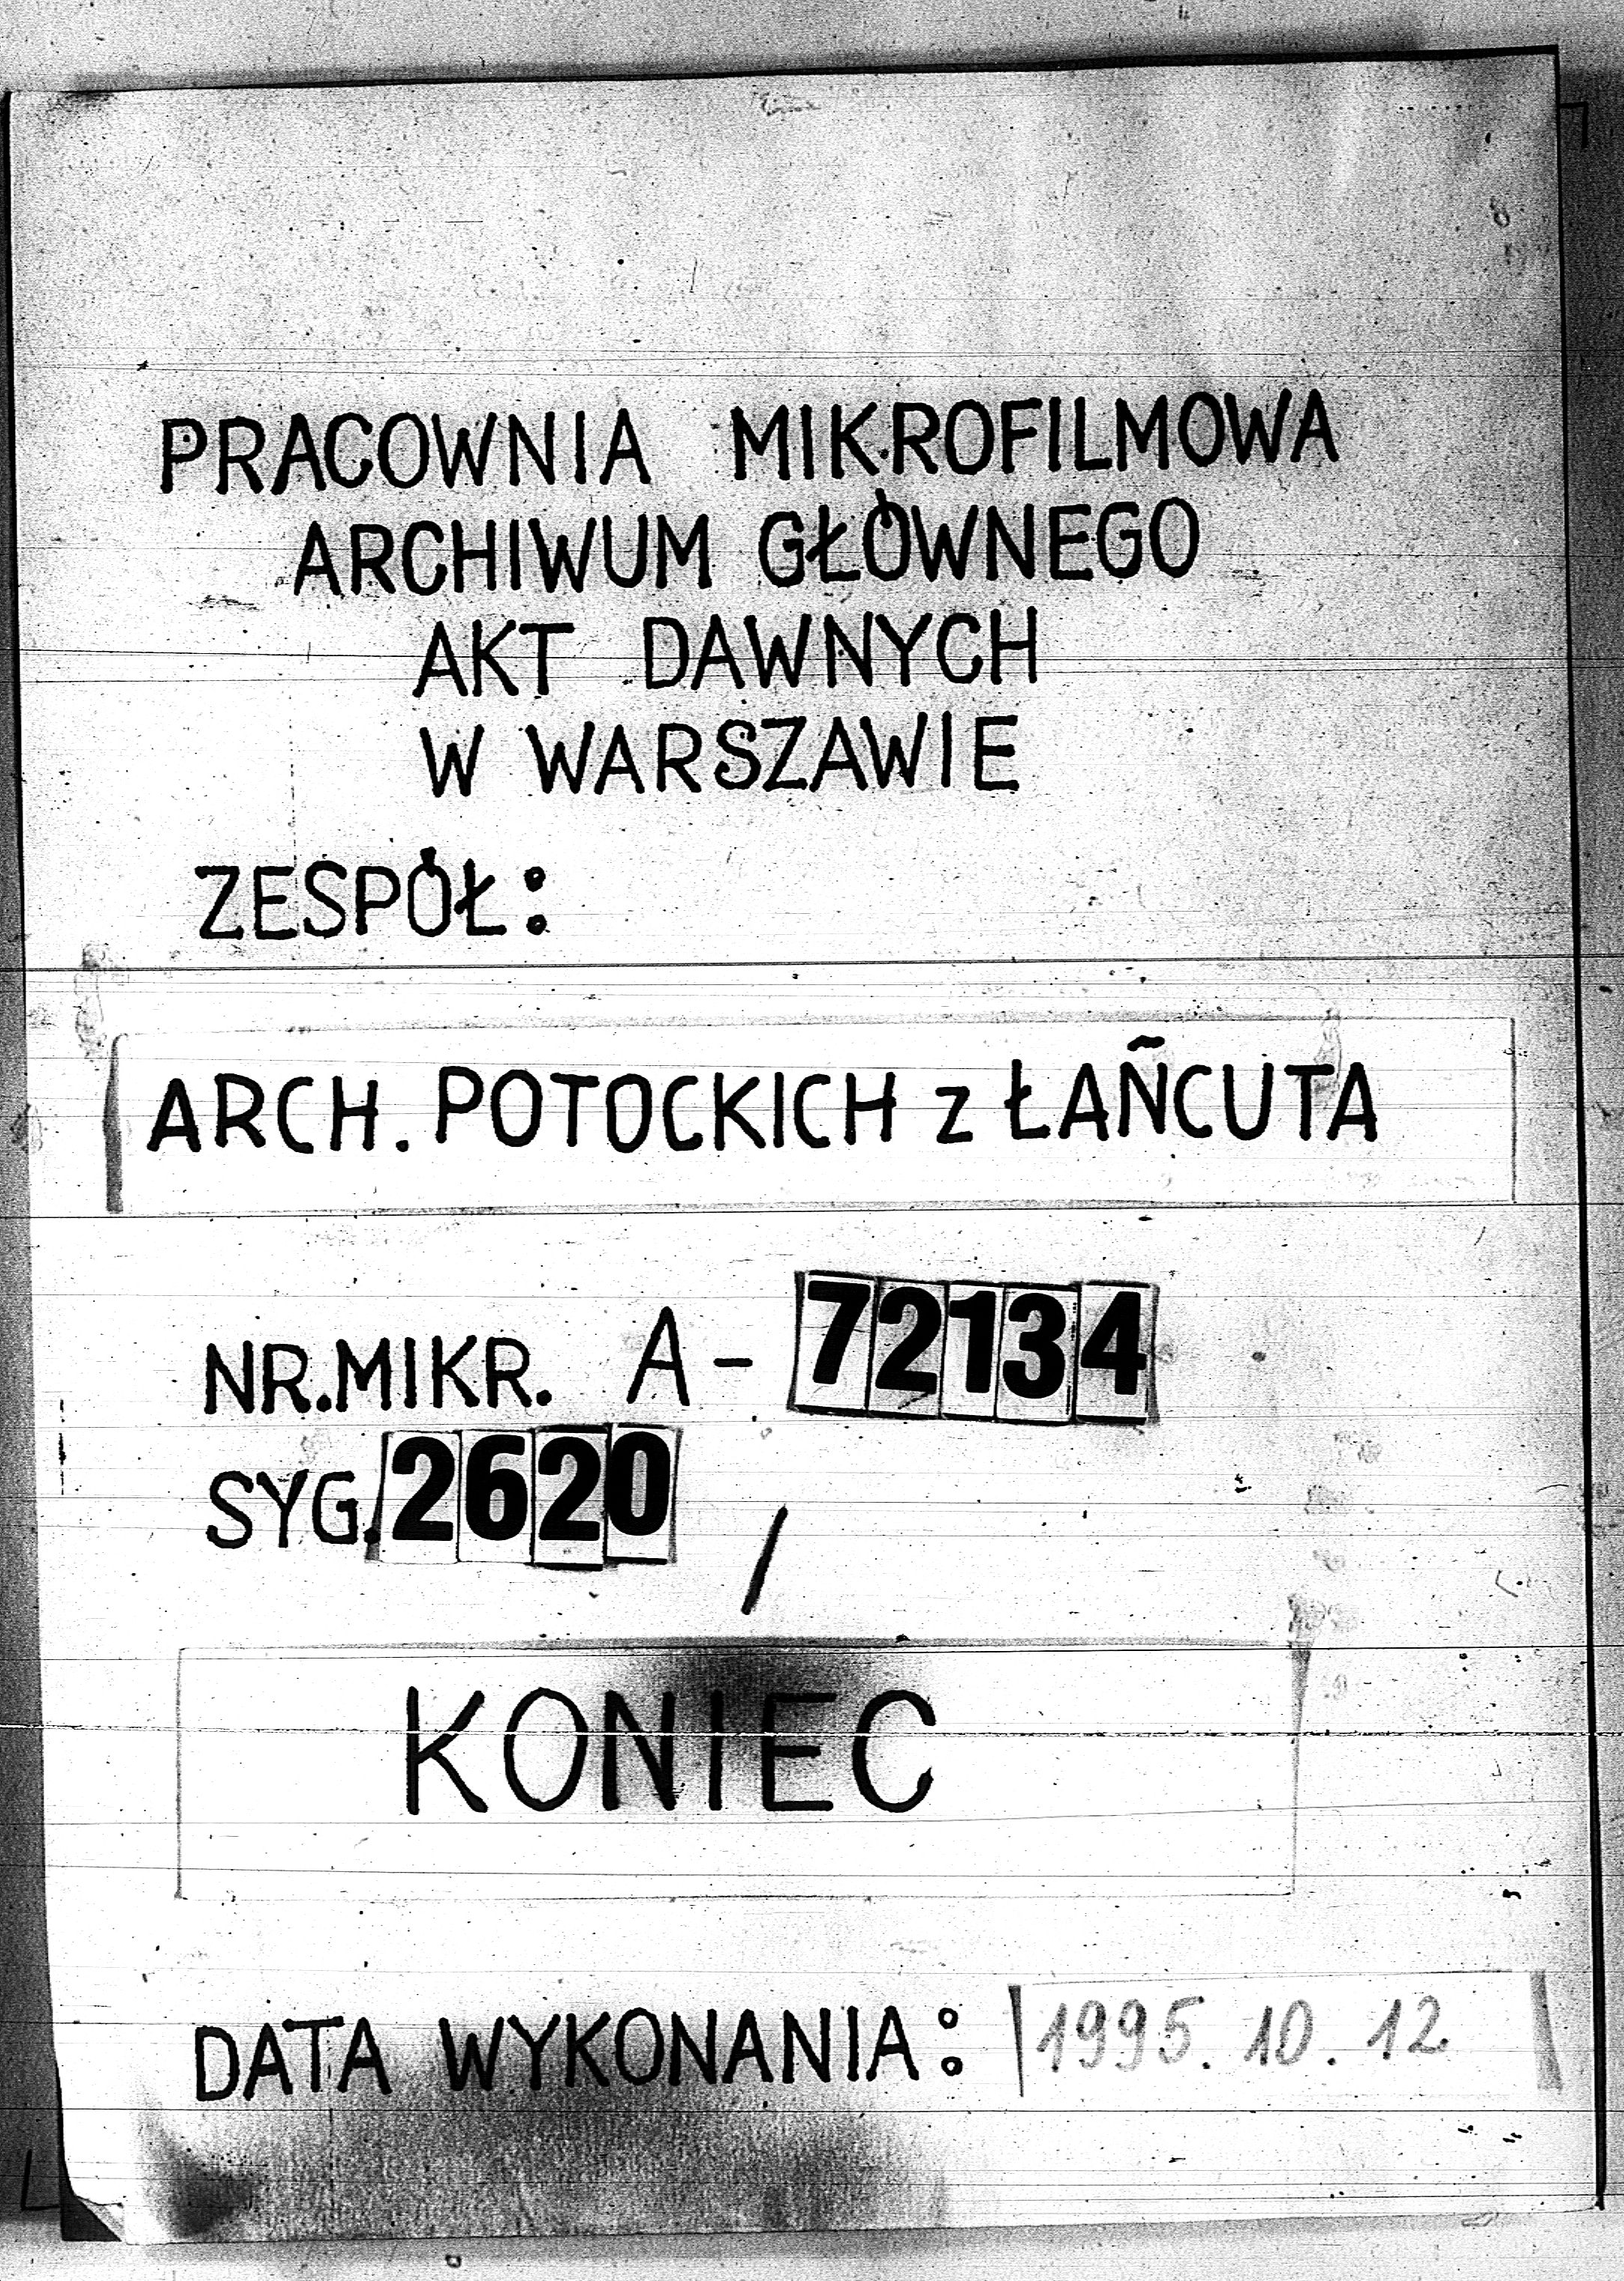 PRACOWNIA MIKROFILMOWA
ARCHIWUM GŁÓWNEGO
AKT DAWNYCH
W WARSZAWIE
ZESPÓŁ:
ARCH. POTOCKICH z ŁAŃCUTA
NR.MIKR. A-72134
SYG.2620 /
KONIEC
DATA WYKONANIA: 1995.10.12